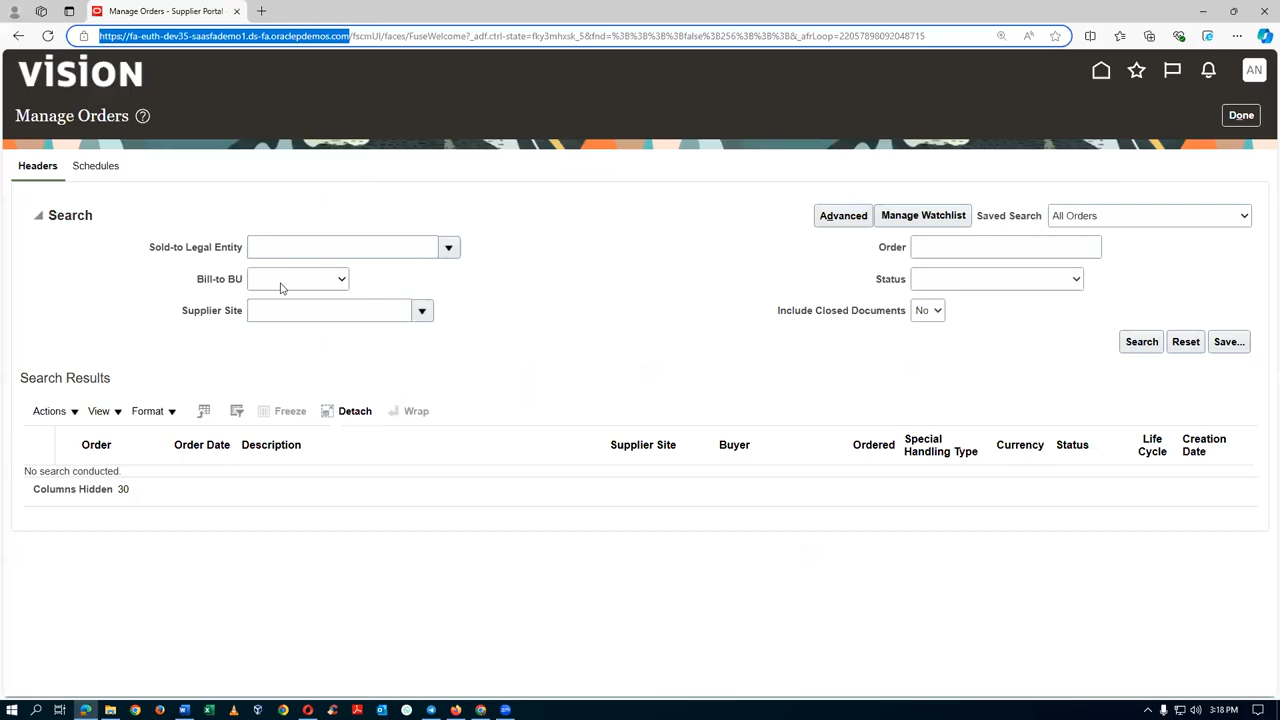 Manage Orders - Supplier Portal -
https://fa-euth-dev35-saasfademo1.ds-fa.oraclepdemos.com/fscmUI/faces/FuseWelcome?_adf.ctrl-state=fky3mhxsk_5&fnd=%3B%3B%3B%3Bfalse%3B256%3B%3B%3B&_afrLoop=22057898092048715
VISION
AN
Manage Orders
Done
Headers Schedules
Search
Advanced Manage Watchlist Saved Search All Orders
Sold-to Legal Entity Order
Bill-to BU Status
Supplier Site Include Closed Documents No
Search Reset Save...
Search Results
Actions View Format Freeze Detach Wrap
Order Order Date Description Supplier Site Buyer Ordered Special Handling Type Currency Status Life Cycle Creation Date
No search conducted.
Columns Hidden 30
3:18 PM